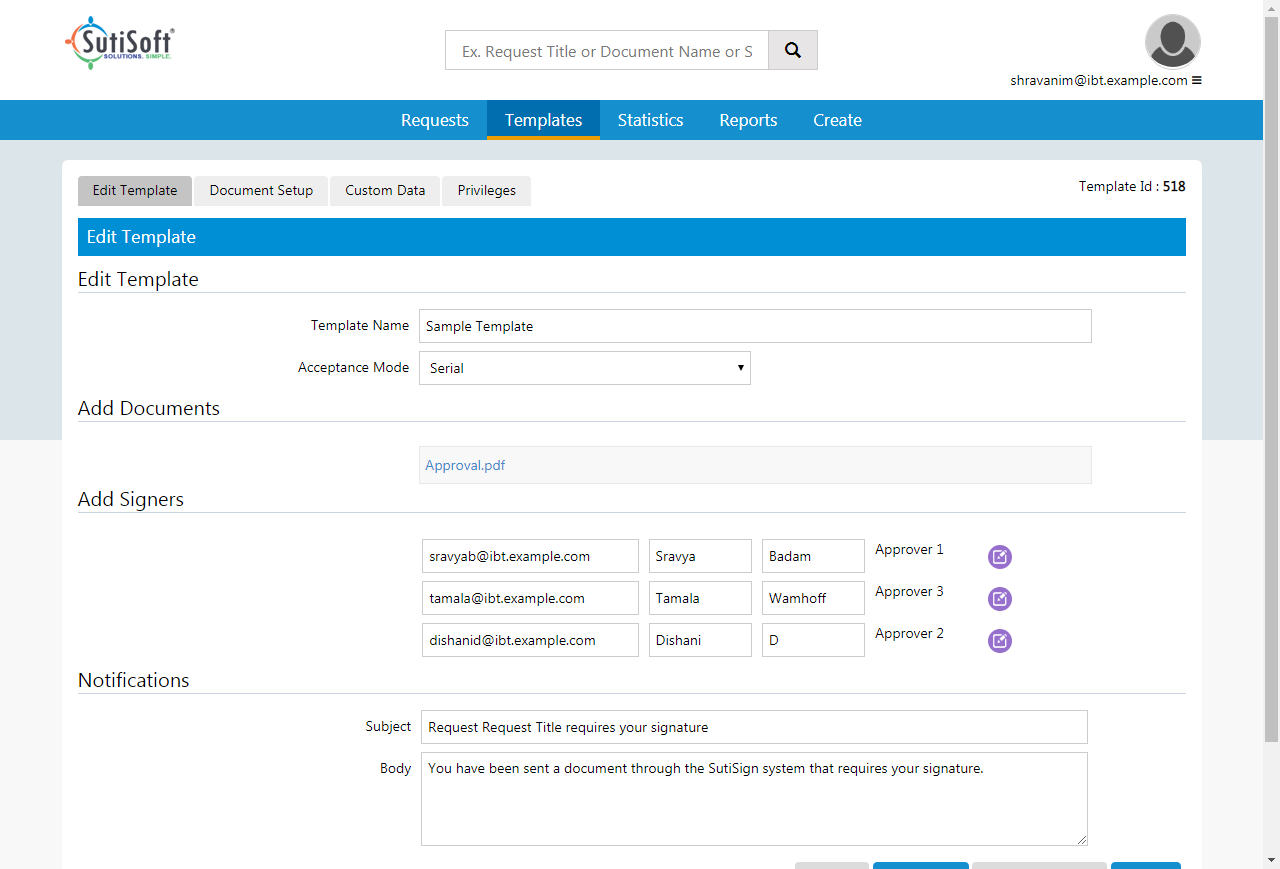 SutiSoft®
SOLUTIONS. SIMPLE.
Ex. Request Title or Document Name or S
shravanim@ibt.example.com
Requests Templates Statistics Reports Create
Edit Template Document Setup Custom Data Privileges
Template Id : 518
Edit Template
Edit Template
Template Name Sample Template
Acceptance Mode Serial
Add Documents
Approval.pdf
Add Signers
sravyab@ibt.example.com Sravya Badam Approver 1
tamala@ibt.example.com Tamala Wamhoff Approver 3
dishanid@ibt.example.com Dishani D Approver 2
Notifications
Subject Request Request Title requires your signature
Body You have been sent a document through the SutiSign system that requires your signature.